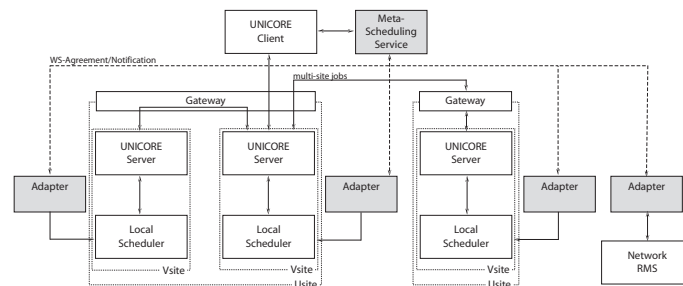 UNICORE
Client
Meta-
Scheduling
Service
WS-Agreement/Notification
multi-site jobs
Gateway
Gateway
UNICORE
Server
UNICORE
Server
UNICORE
Server
Adapter
Adapter
Adapter
Adapter
Local
Scheduler
Local
Scheduler
Local
Scheduler
Network
RMS
Vsite
Vsite
Vsite
Usite
Usite